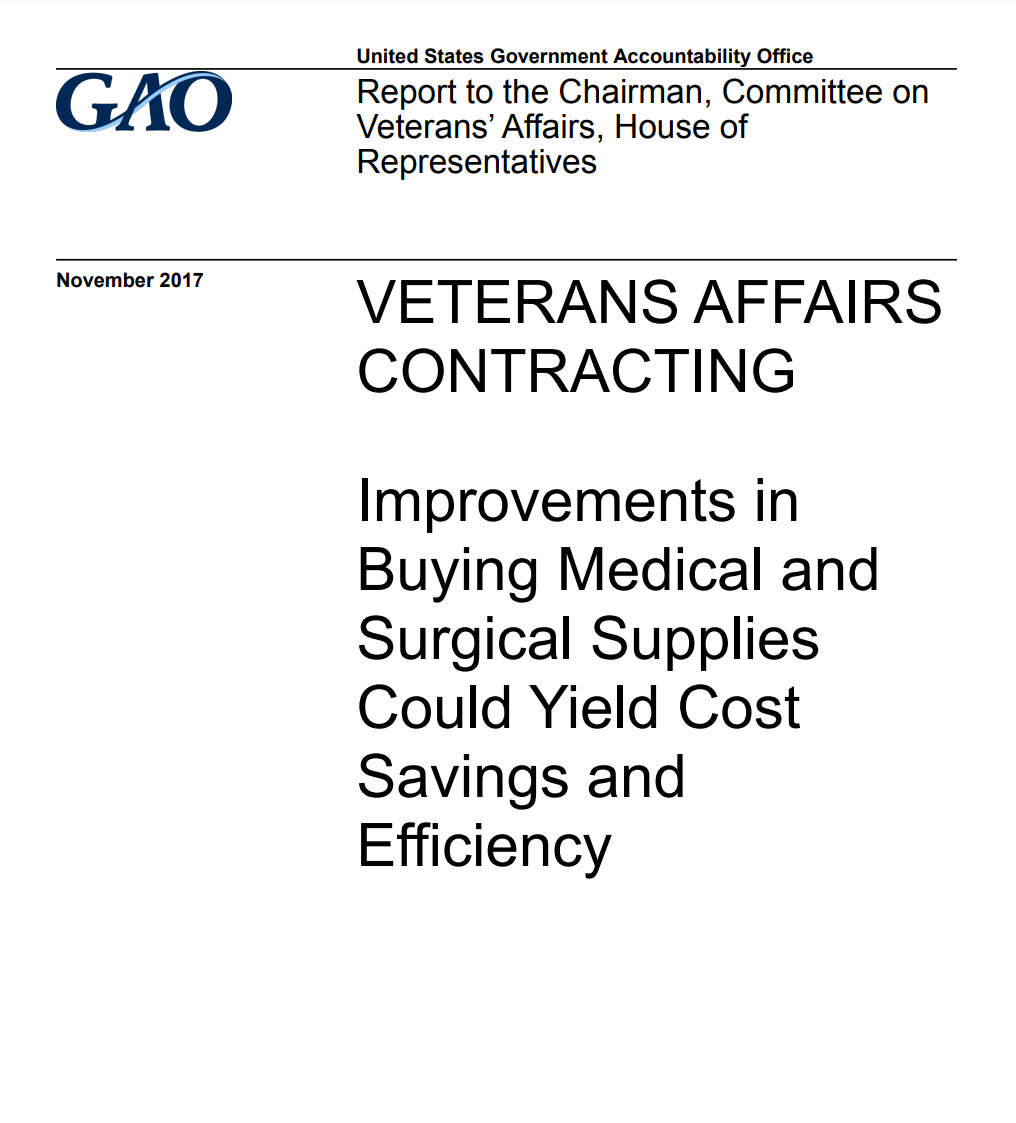 United States Government Accountability Office
GAO
Report to the Chairman, Committee on
Veterans’ Affairs, House of
Representatives
November 2017
VETERANS AFFAIRS
CONTRACTING
Improvements in
Buying Medical and
Surgical Supplies
Could Yield Cost
Savings and
Efficiency